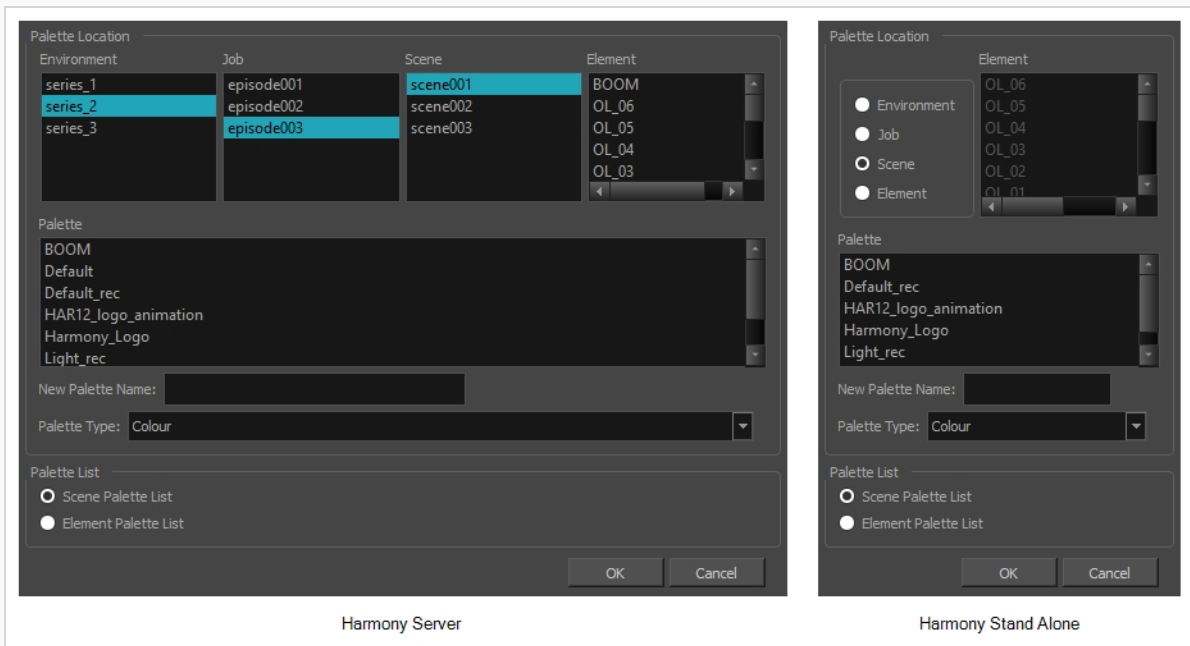 Palette Location
Environment Job Scene Element
series_1 episode001 scene001 BOOM
series_2 episode002 scene002 OL_06
series_3 episode003 scene003 OL_05
OL_04
OL_03
Palette
BOOM
Default
Default_rec
HAR12_logo_animation
Harmony_Logo
Light_rec
New Palette Name:
Palette Type: Colour
Palette List
Scene Palette List
Element Palette List
OK Cancel
Harmony Server
Palette Location
Element
Environment
Job
Scene
Element
OL_06
OL_05
OL_04
OL_03
OL_02
OL_01
Palette
BOOM
Default_rec
HAR12_logo_animation
Harmony_Logo
Light_rec
New Palette Name:
Palette Type: Colour
Palette List
Scene Palette List
Element Palette List
OK Cancel
Harmony Stand Alone